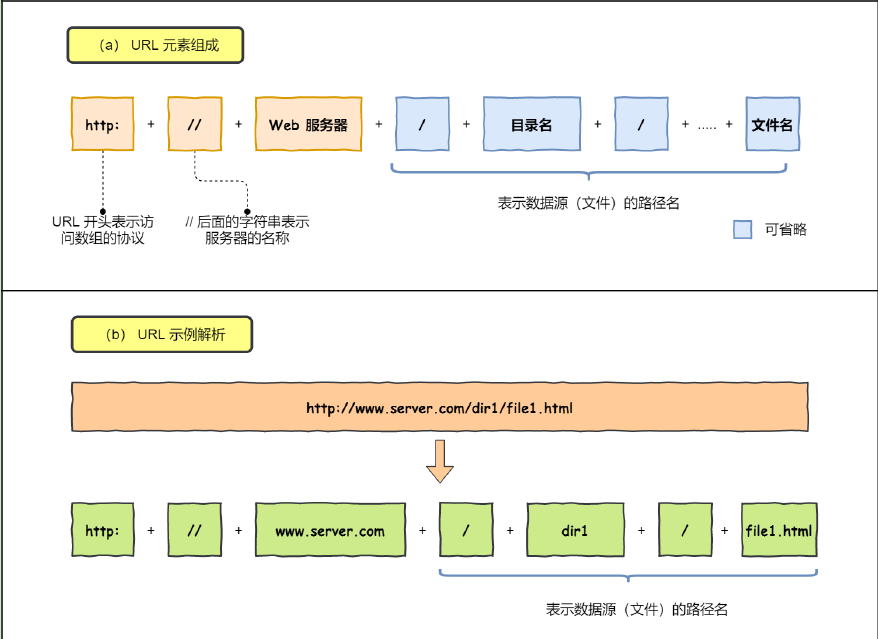 （a） URL 元素组成
http: + // + Web 服务器 + / + 目录名 + / + ..... + 文件名
表示数据源（文件）的路径名
URL 开头表示访
问数组的协议
// 后面的字符串表示
服务器的名称
可省略
（b） URL 示例解析
http://www.server.com/dir1/file1.html
http: + // + www.server.com + / + dir1 + / + file1.html
表示数据源（文件）的路径名